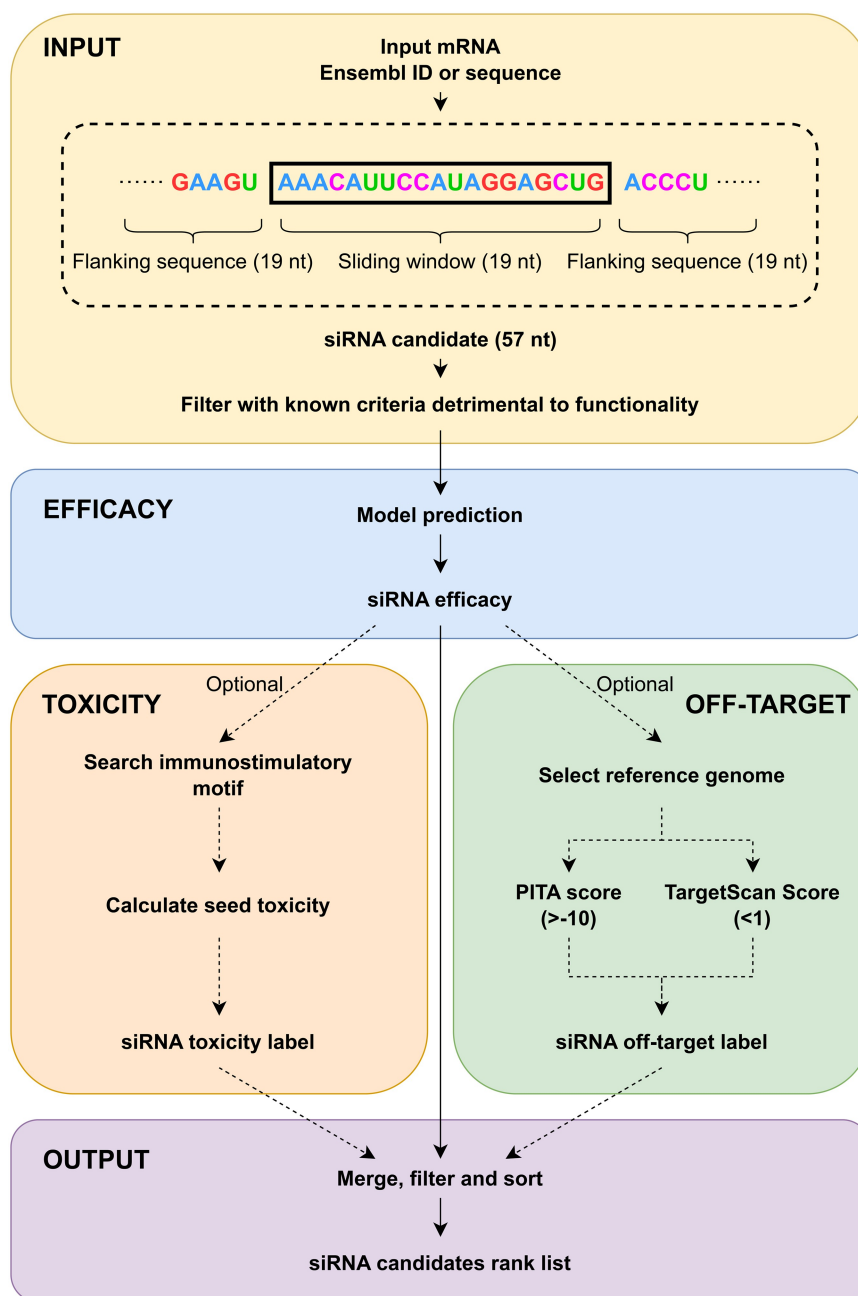 INPUT
Input mRNA
Ensembl ID or sequence
······ GAAGU AAACAUUCCAUAGGAGCUG ACCCU ······
Flanking sequence (19 nt) Sliding window (19 nt) Flanking sequence (19 nt)
siRNA candidate (57 nt)
Filter with known criteria detrimental to functionality
EFFICACY
Model prediction
siRNA efficacy
Optional
Optional
TOXICITY
Search immunostimulatory
motif
Calculate seed toxicity
siRNA toxicity label
OFF-TARGET
Select reference genome
PITA score
(>-10)
TargetScan Score
(<1)
siRNA off-target label
OUTPUT
Merge, filter and sort
siRNA candidates rank list